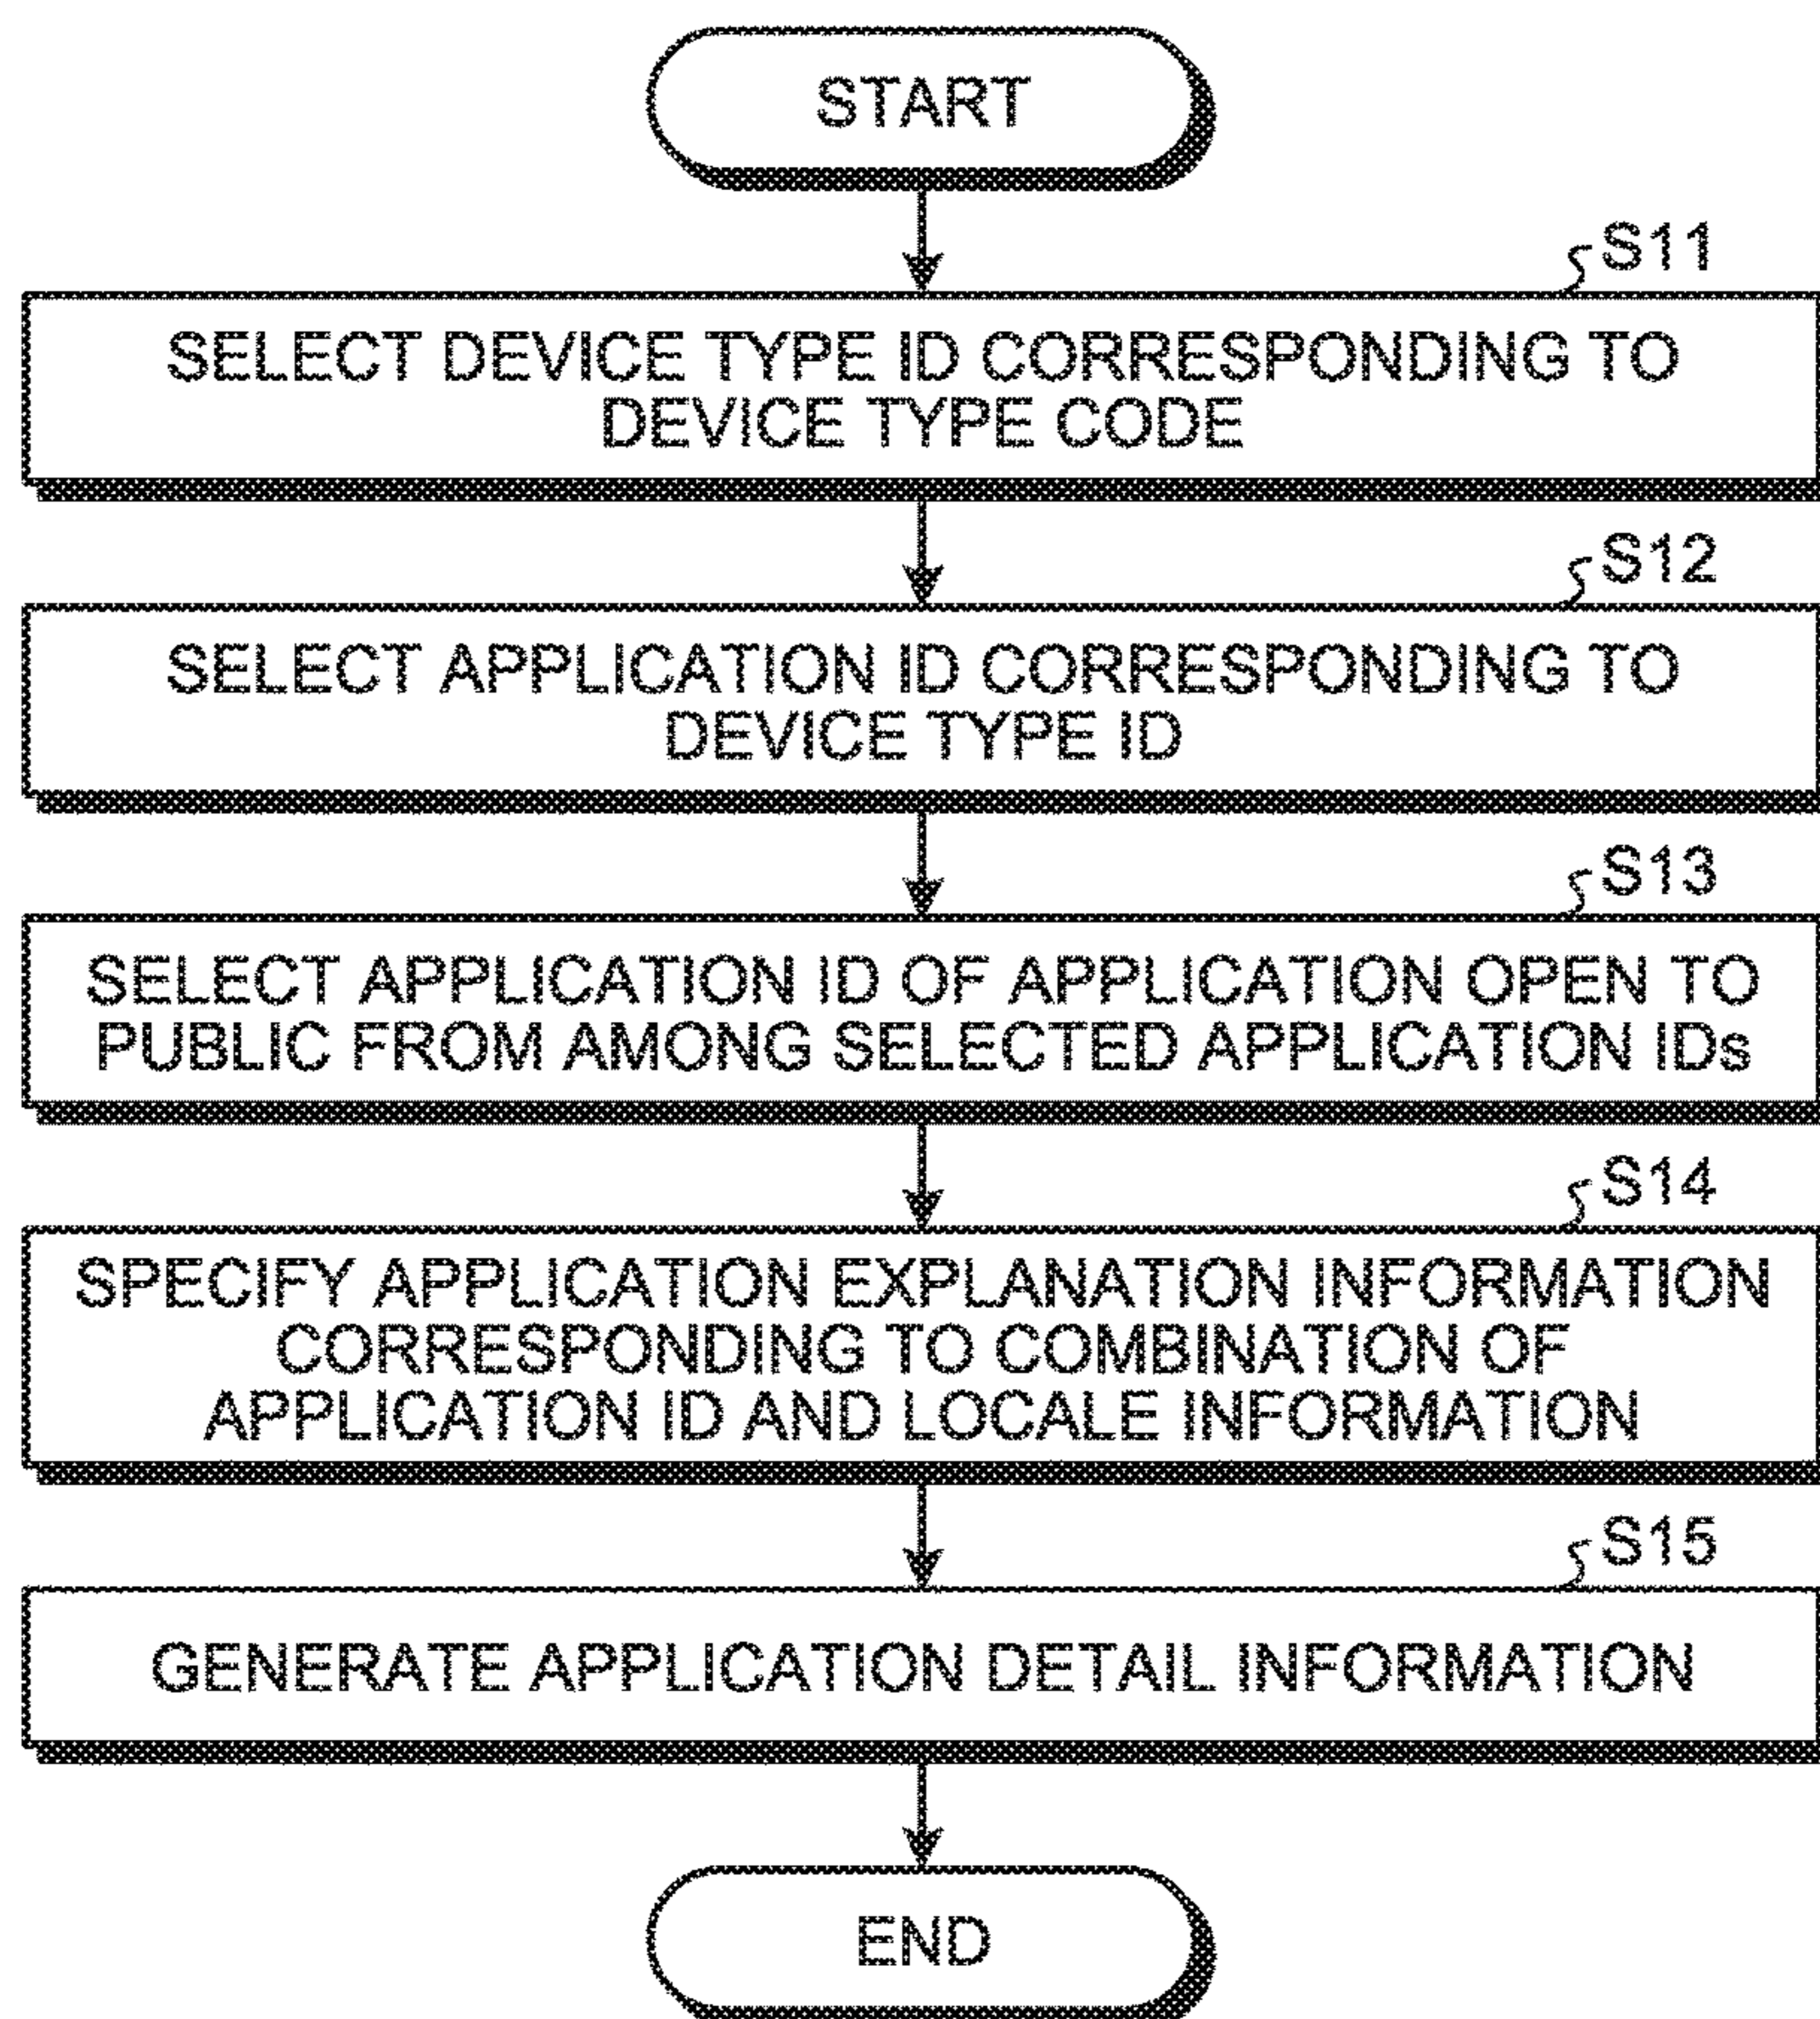 START
S11
SELECT DEVICE TYPE ID CORRESPONDING TO
DEVICE TYPE CODE
S12
SELECT APPLICATION ID CORRESPONDING TO
DEVICE TYPE ID
S13
SELECT APPLICATION ID OF APPLICATION OPEN TO
PUBLIC FROM AMONG SELECTED APPLICATION IDs
S14
SPECIFY APPLICATION EXPLANATION INFORMATION
CORRESPONDING TO COMBINATION OF
APPLICATION ID AND LOCALE INFORMATION
S15
GENERATE APPLICATION DETAIL INFORMATION
END